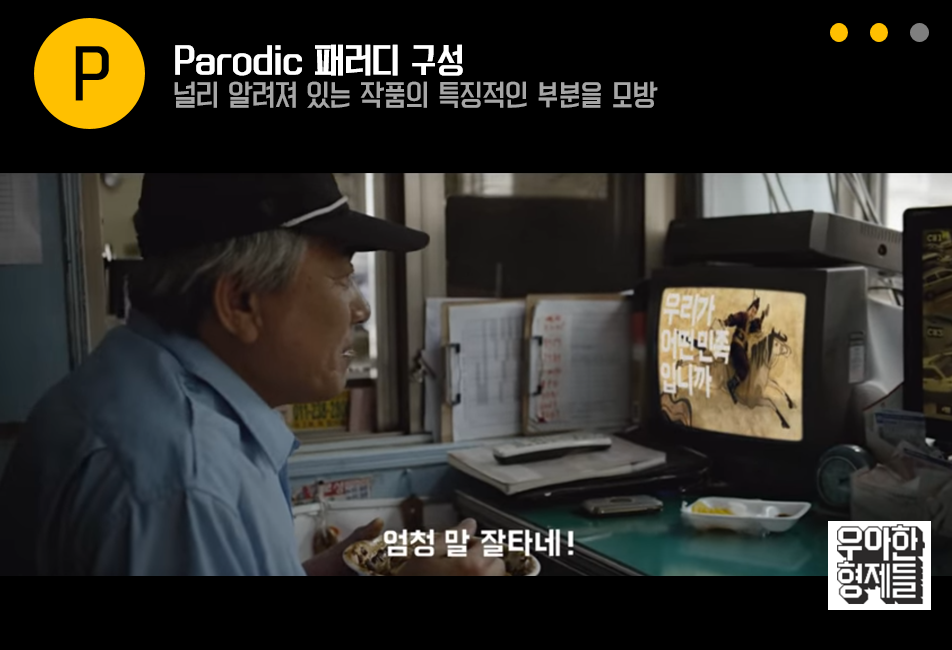 P
Parodic 패러디 구성
널리 알려져 있는 작품의 특징적인 부분을 모방
우리가
어떤 민족
입니까
엄청 말 잘타네!
우아한
형제들